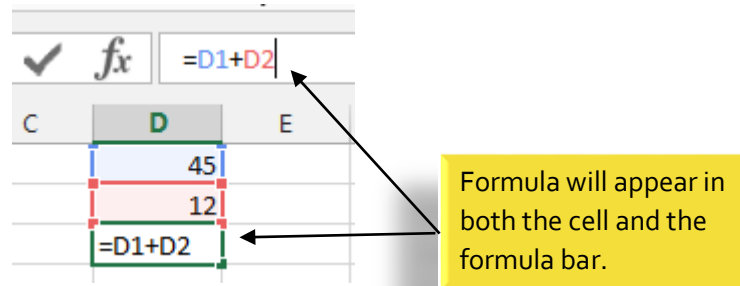 fx =D1+D2
C D E
45
12
=D1+D2
Formula will appear in
both the cell and the
formula bar.